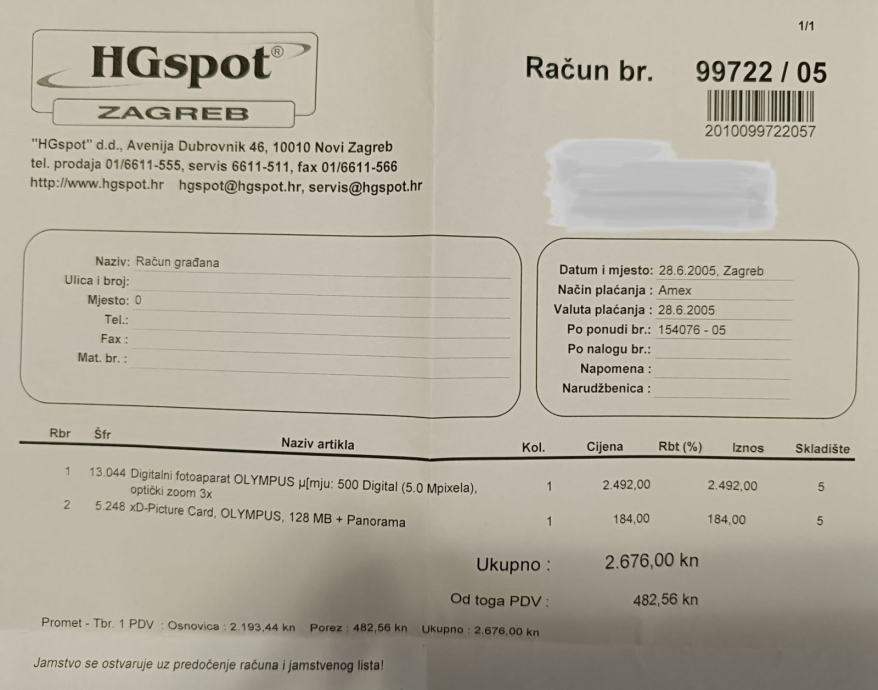 1/1
HGspot®
ZAGREB
Račun br. 99722 / 05
2010099722057
"HGspot" d.d., Avenija Dubrovnik 46, 10010 Novi Zagreb
tel. prodaja 01/6611-555, servis 6611-511, fax 01/6611-566
http://www.hgspot.hr hgspot@hgspot.hr, servis@hgspot.hr
Naziv: Račun građana
Ulica i broj:
Mjesto: 0
Tel.:
Fax :
Mat. br. :
Datum i mjesto: 28.6.2005, Zagreb
Način plaćanja : Amex
Valuta plaćanja : 28.6.2005
Po ponudi br.: 154076 - 05
Po nalogu br.:
Napomena :
Narudžbenica :
Rbr Šfr Naziv artikla Kol. Cijena Rbt (%) Iznos Skladište
1 13.044 Digitalni fotoaparat OLYMPUS µ[mju: 500 Digital (5.0 Mpixela), 1 2.492,00 2.492,00 5
optički zoom 3x
2 5.248 xD-Picture Card, OLYMPUS, 128 MB + Panorama 1 184,00 184,00 5
Ukupno : 2.676,00 kn
Od toga PDV : 482,56 kn
Promet - Tbr. 1 PDV : Osnovica : 2.193,44 kn Porez : 482,56 kn Ukupno : 2.676,00 kn
Jamstvo se ostvaruje uz predočenje računa i jamstvenog lista!